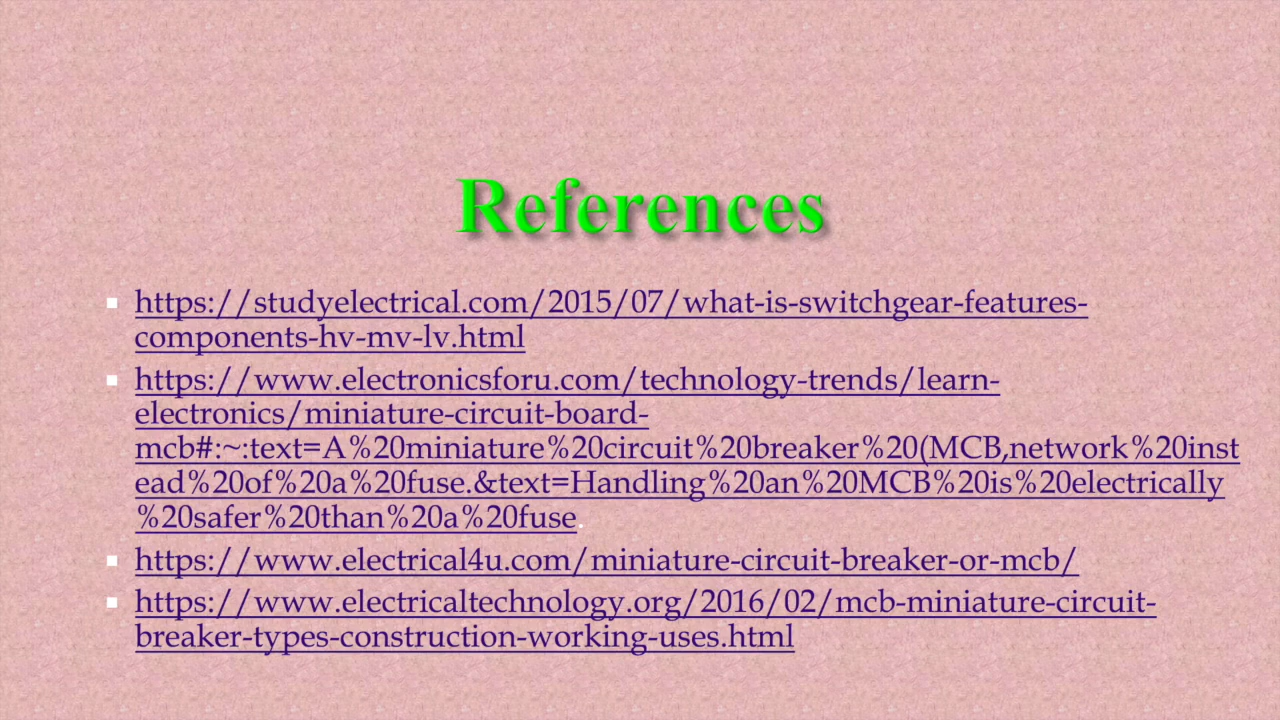 References
https://studyelectrical.com/2015/07/what-is-switchgear-features-
components-hv-mv-lv.html
https://www.electronicsforu.com/technology-trends/learn-
electronics/miniature-circuit-board-
mcb#:~:text=A%20miniature%20circuit%20breaker%20(MCB,network%20inst
ead%20of%20a%20fuse.&text=Handling%20an%20MCB%20is%20electrically
%20safer%20than%20a%20fuse.
https://www.electrical4u.com/miniature-circuit-breaker-or-mcb/
https://www.electricaltechnology.org/2016/02/mcb-miniature-circuit-
breaker-types-construction-working-uses.html